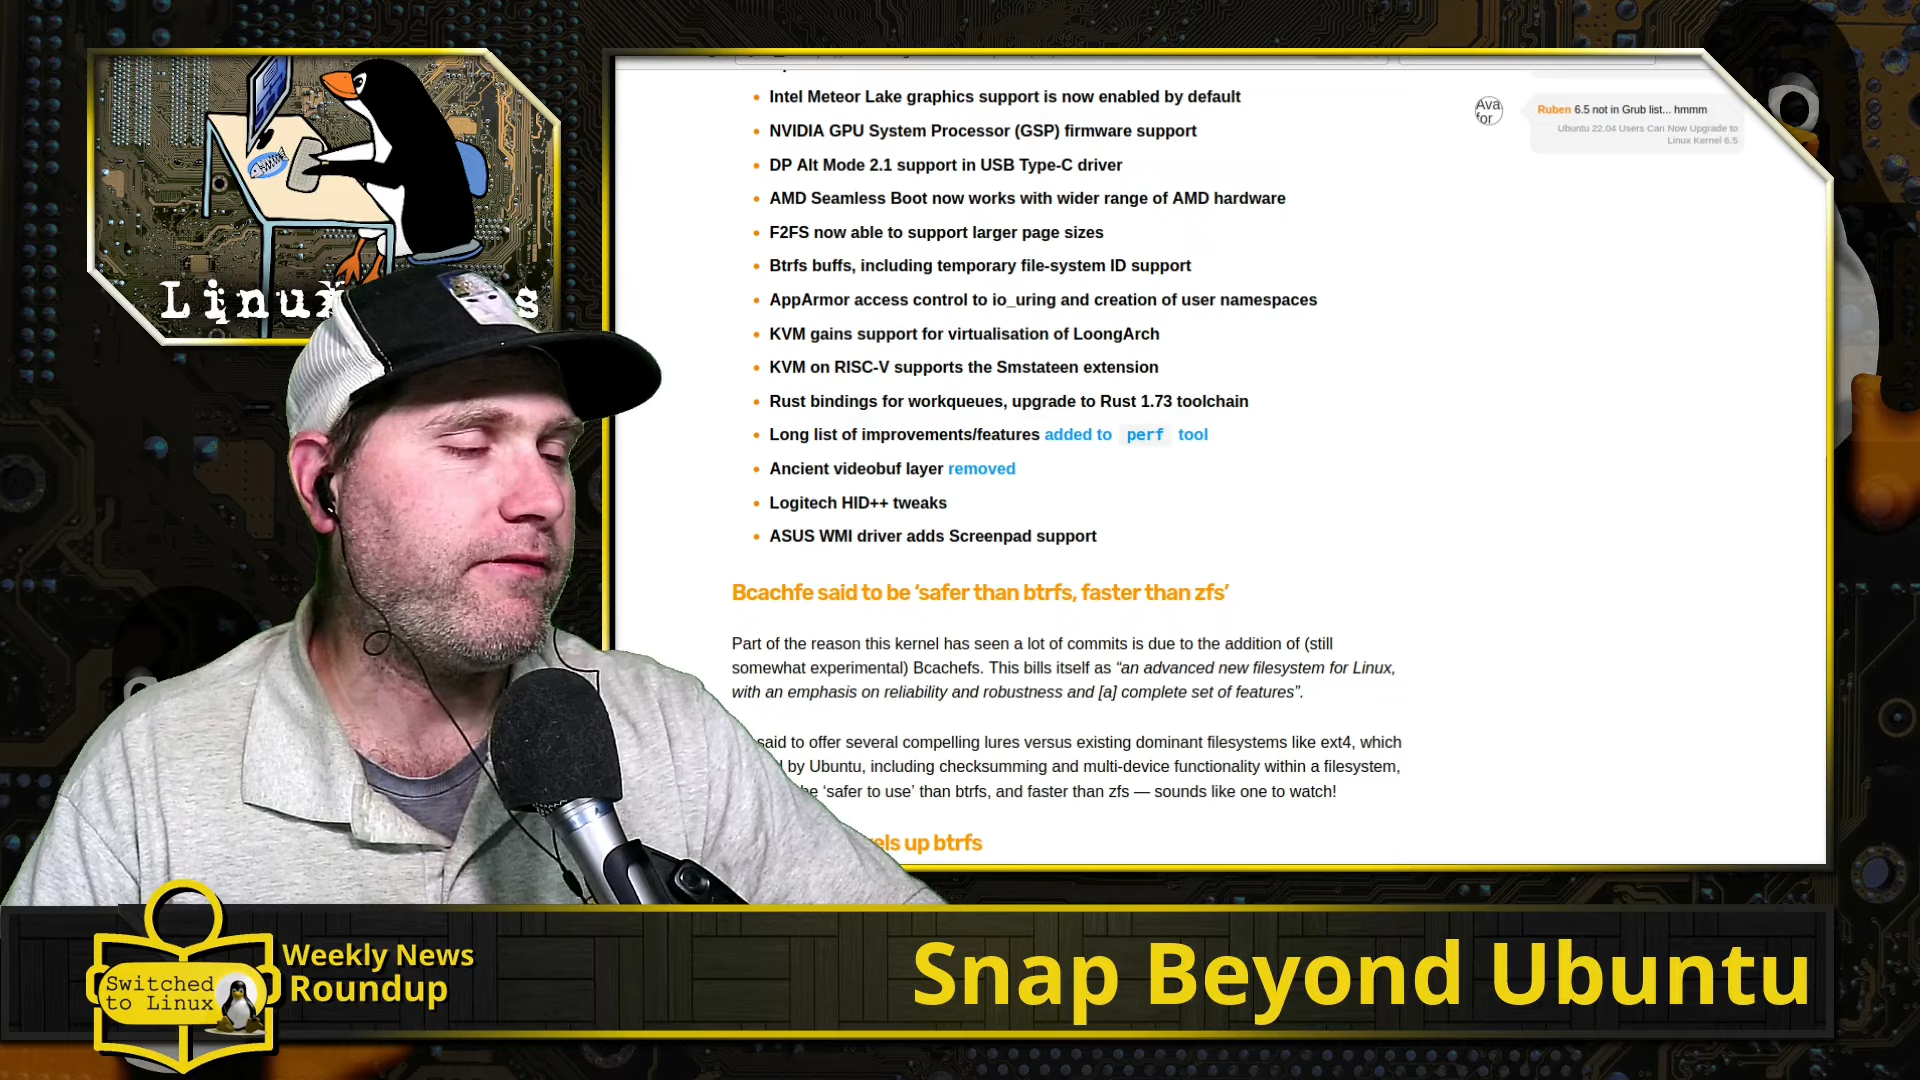 Intel Meteor Lake graphics support is now enabled by default
NVIDIA GPU System Processor (GSP) firmware support
DP Alt Mode 2.1 support in USB Type-C driver
AMD Seamless Boot now works with wider range of AMD hardware
F2FS now able to support larger page sizes
Btrfs buffs, including temporary file-system ID support
AppArmor access control to io_uring and creation of user namespaces
KVM gains support for virtualisation of LoongArch
KVM on RISC-V supports the Smstateen extension
Rust bindings for workqueues, upgrade to Rust 1.73 toolchain
Long list of improvements/features added to perf tool
Ancient videobuf layer removed
Logitech HID++ tweaks
ASUS WMI driver adds Screenpad support
Bcachfe said to be ‘safer than btrfs, faster than zfs’
Part of the reason this kernel has seen a lot of commits is due to the addition of (still
somewhat experimental) Bcachefs. This bills itself as “an advanced new filesystem for Linux,
with an emphasis on reliability and robustness and [a] complete set of features”.
said to offer several compelling lures versus existing dominant filesystems like ext4, which
by Ubuntu, including checksumming and multi-device functionality within a filesystem,
‘safer to use’ than btrfs, and faster than zfs — sounds like one to watch!
up btrfs
Ava
for
Ruben 6.5 not in Grub list... hmmm
Ubuntu 22.04 Users Can Now Upgrade to
Linux Kernel 6.5
Linux
Switched
to Linux
Weekly News
Roundup
Snap Beyond Ubuntu